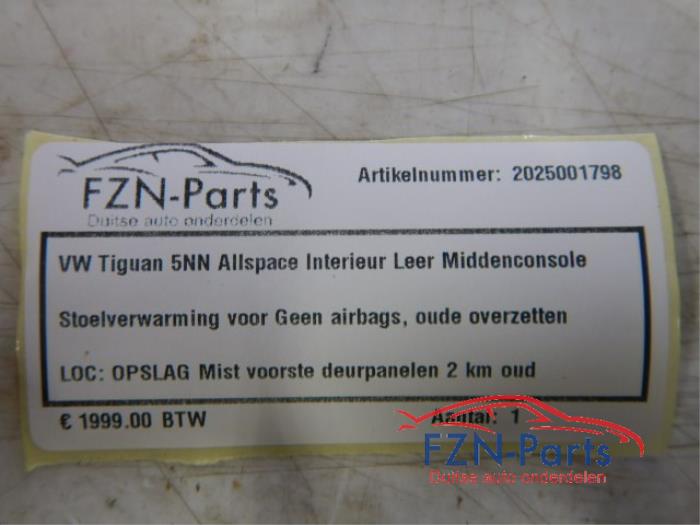 FZN-Parts
Duitse auto onderdelen
Artikelnummer: 2025001798
VW Tiguan 5NN Allspace Interieur Leer Middenconsole
Stoelverwarming voor Geen airbags, oude overzetten
LOC: OPSLAG Mist voorste deurpanelen 2 km oud
€ 1999.00 BTW
Aantal: 1
FZN-Parts
Duitse auto onderdelen